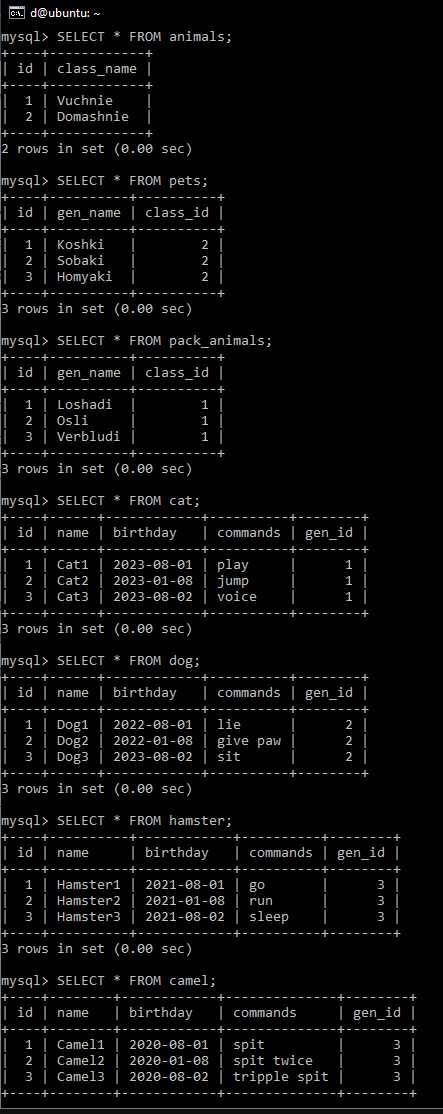 d@ubuntu: ~
mysql> SELECT * FROM animals;
+----+------------+
| id | class_name |
+----+------------+
|  1 | Vuchnie    |
|  2 | Domashnie  |
+----+------------+
2 rows in set (0.00 sec)
mysql> SELECT * FROM pets;
+----+----------+----------+
| id | gen_name | class_id |
+----+----------+----------+
|  1 | Koshki   |        2 |
|  2 | Sobaki   |        2 |
|  3 | Homyaki  |        2 |
+----+----------+----------+
3 rows in set (0.00 sec)
mysql> SELECT * FROM pack_animals;
+----+----------+----------+
| id | gen_name | class_id |
+----+----------+----------+
|  1 | Loshadi  |        1 |
|  2 | Osli     |        1 |
|  3 | Verbludi |        1 |
+----+----------+----------+
3 rows in set (0.00 sec)
mysql> SELECT * FROM cat;
+----+------+------------+----------+--------+
| id | name | birthday   | commands | gen_id |
+----+------+------------+----------+--------+
|  1 | Cat1 | 2023-08-01 | play     |      1 |
|  2 | Cat2 | 2023-01-08 | jump     |      1 |
|  3 | Cat3 | 2023-08-02 | voice    |      1 |
+----+------+------------+----------+--------+
3 rows in set (0.00 sec)
mysql> SELECT * FROM dog;
+----+------+------------+----------+--------+
| id | name | birthday   | commands | gen_id |
+----+------+------------+----------+--------+
|  1 | Dog1 | 2022-08-01 | lie      |      2 |
|  2 | Dog2 | 2022-01-08 | give paw |      2 |
|  3 | Dog3 | 2023-08-02 | sit      |      2 |
+----+------+------------+----------+--------+
3 rows in set (0.00 sec)
mysql> SELECT * FROM hamster;
+----+----------+------------+----------+--------+
| id | name     | birthday   | commands | gen_id |
+----+----------+------------+----------+--------+
|  1 | Hamster1 | 2021-08-01 | go       |      3 |
|  2 | Hamster2 | 2021-01-08 | run      |      3 |
|  3 | Hamster3 | 2021-08-02 | sleep    |      3 |
+----+----------+------------+----------+--------+
3 rows in set (0.00 sec)
mysql> SELECT * FROM camel;
+----+--------+------------+--------------+--------+
| id | name   | birthday   | commands     | gen_id |
+----+--------+------------+--------------+--------+
|  1 | Camel1 | 2020-08-01 | spit         |      3 |
|  2 | Camel2 | 2020-01-08 | spit twice   |      3 |
|  3 | Camel3 | 2020-08-02 | tripple spit |      3 |
+----+--------+------------+--------------+--------+